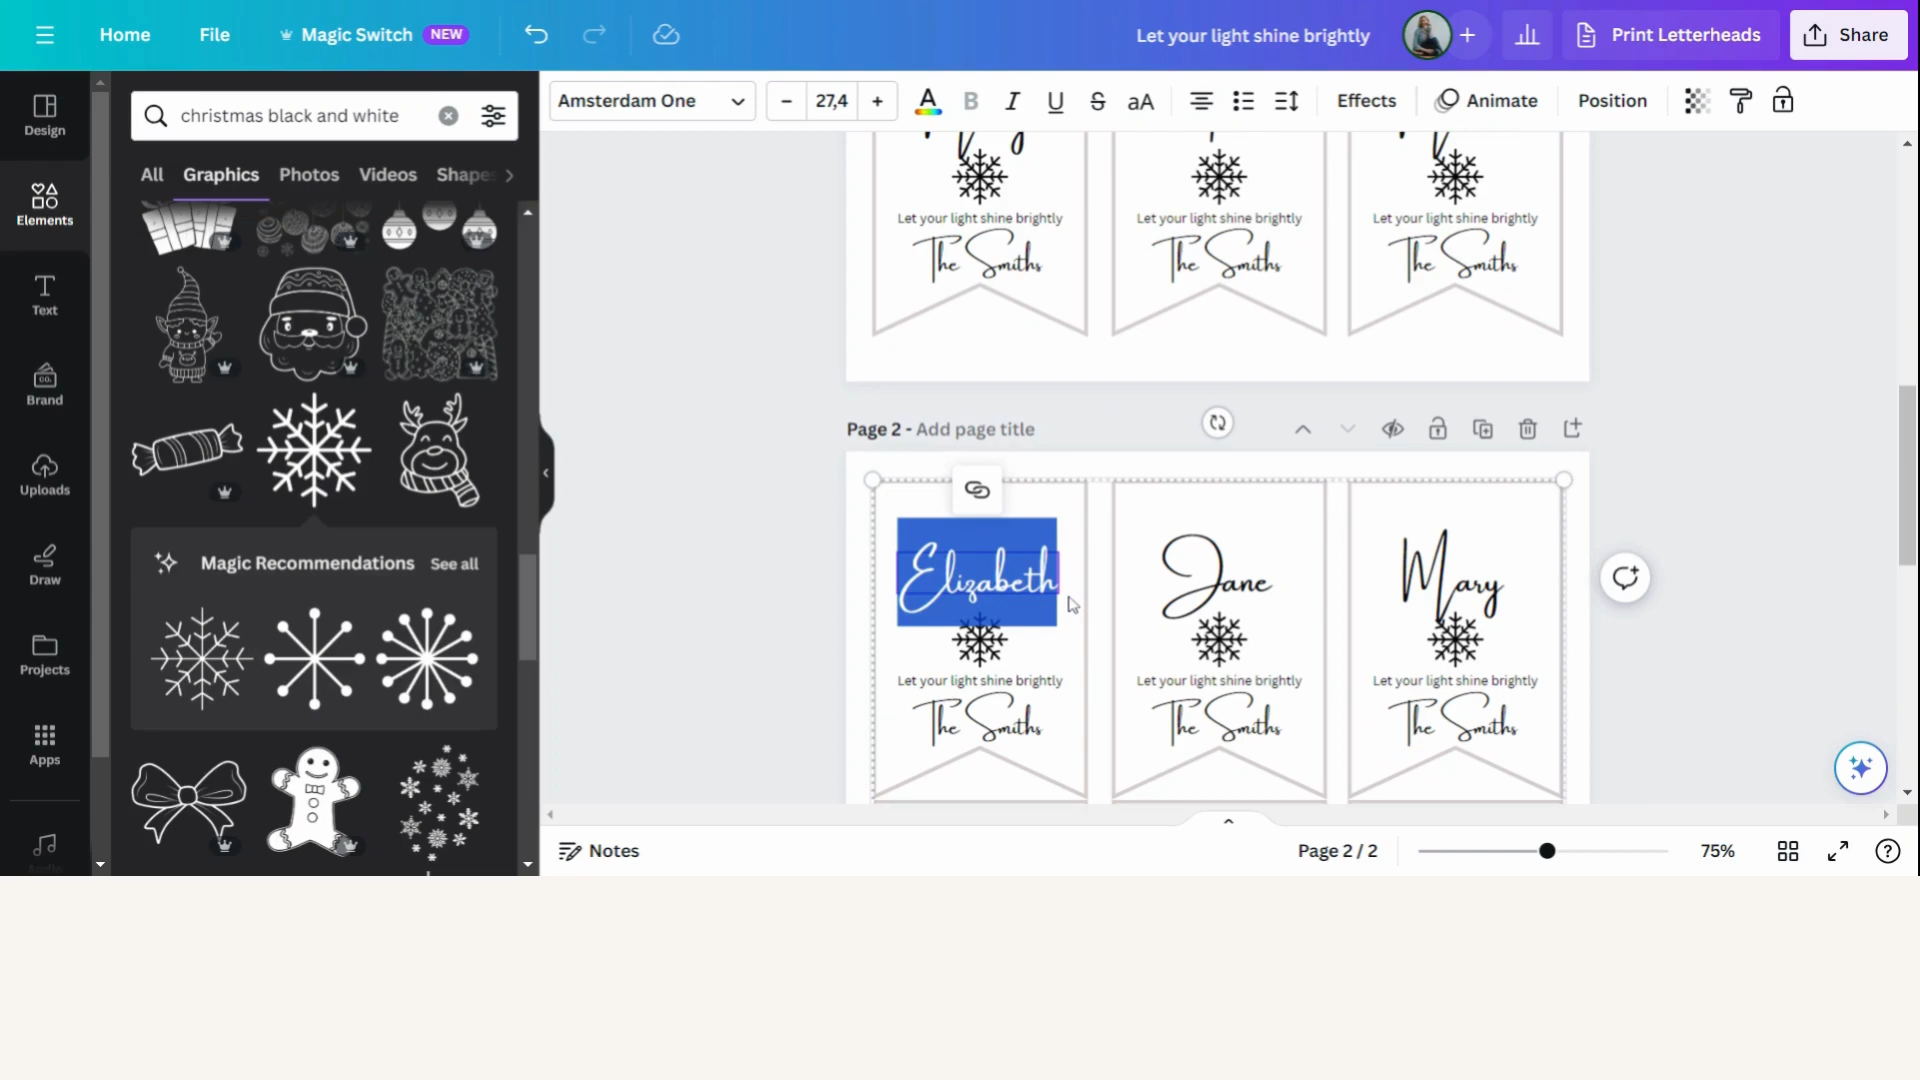 Home File Magic Switch NEW Let your light shine brightly Print Letterheads Share
Design
Elements
Text
Brand
CO.
Uploads
Draw
Projects
Apps
Audio
christmas black and white
All Graphics Photos Videos Shapes
Magic Recommendations See all
Amsterdam One 27,4 A B I U S aA Effects Animate Position
Let your light shine brightly Let your light shine brightly Let your light shine brightly
The Smiths The Smiths The Smiths
Page 2 - Add page title
Elizabeth Jane Mary
Let your light shine brightly Let your light shine brightly Let your light shine brightly
The Smiths The Smiths The Smiths
Notes Page 2 / 2 75%